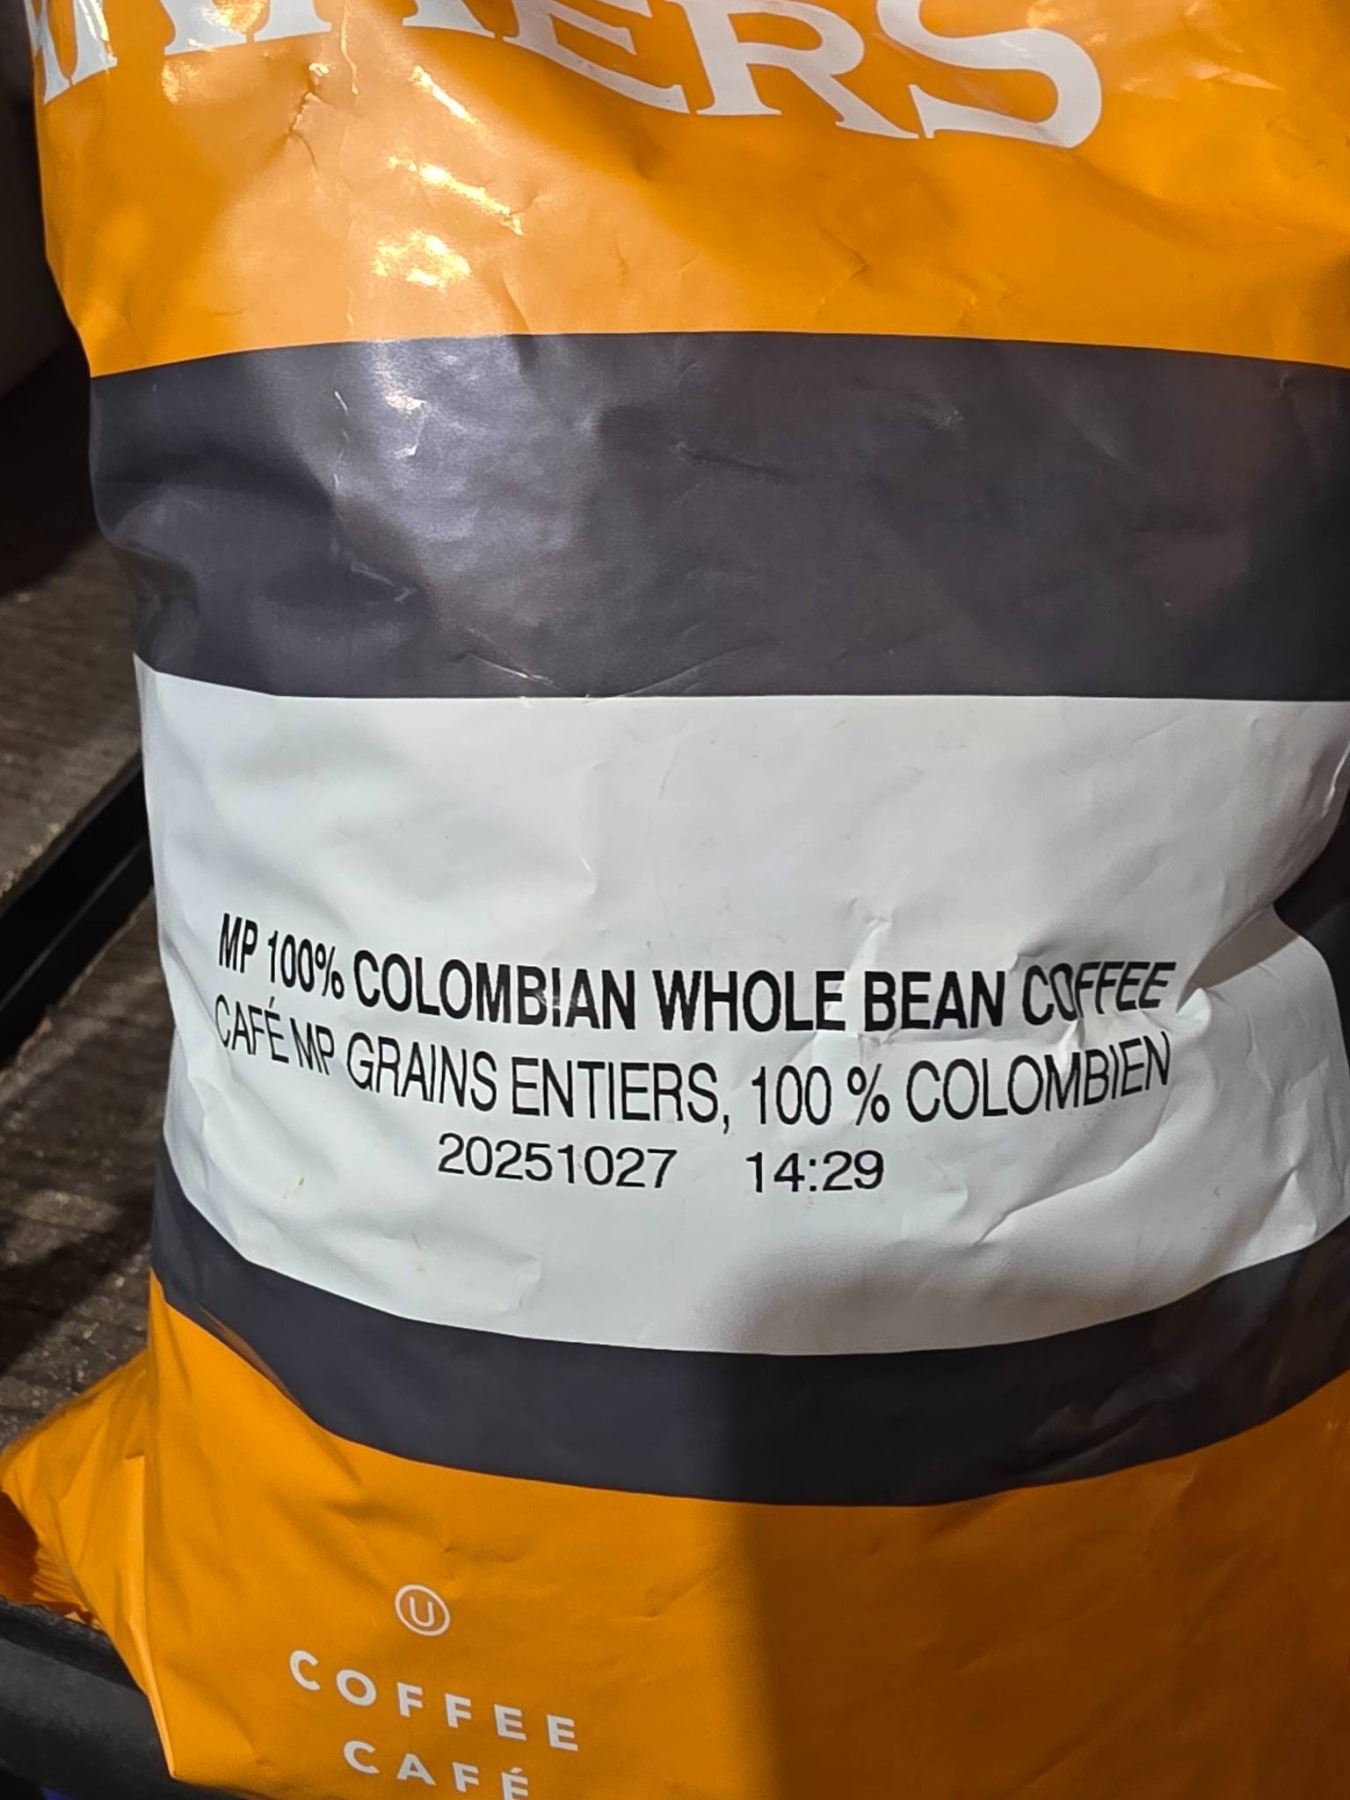 MP 100% COLOMBIAN WHOLE BEAN COFFEE
CAFÉ MP GRAINS ENTIERS, 100 % COLOMBIEN
20251027 14:29
U
COFFEE
CAFÉ